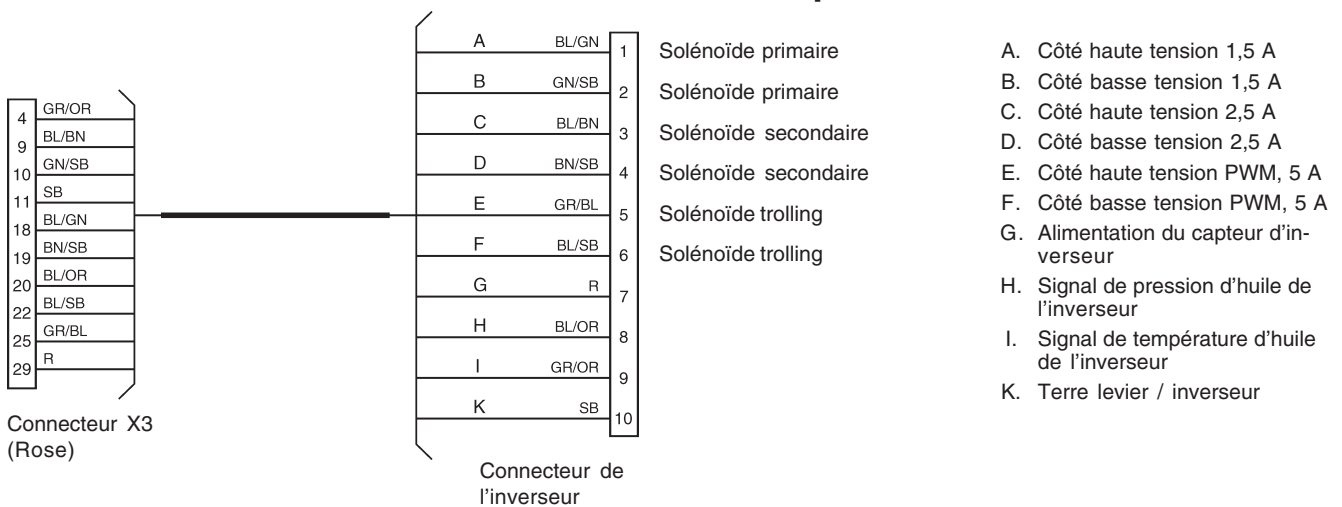 4 GR/OR
9 BL/BN
10 GN/SB
11 SB
18 BL/GN
19 BN/SB
20 BL/OR
22 BL/SB
25 GR/BL
29 R
Connecteur X3
(Rose)
A BL/GN 1 Solénoïde primaire
B GN/SB 2 Solénoïde primaire
C BL/BN 3 Solénoïde secondaire
D BN/SB 4 Solénoïde secondaire
E GR/BL 5 Solénoïde trolling
F BL/SB 6 Solénoïde trolling
G R 7
H BL/OR 8
I GR/OR 9
K SB 10
Connecteur de
l'inverseur
A. Côté haute tension 1,5 A
B. Côté basse tension 1,5 A
C. Côté haute tension 2,5 A
D. Côté basse tension 2,5 A
E. Côté haute tension PWM, 5 A
F. Côté basse tension PWM, 5 A
G. Alimentation du capteur d'in-
verseur
H. Signal de pression d'huile de
l'inverseur
I. Signal de température d'huile
de l'inverseur
K. Terre levier / inverseur